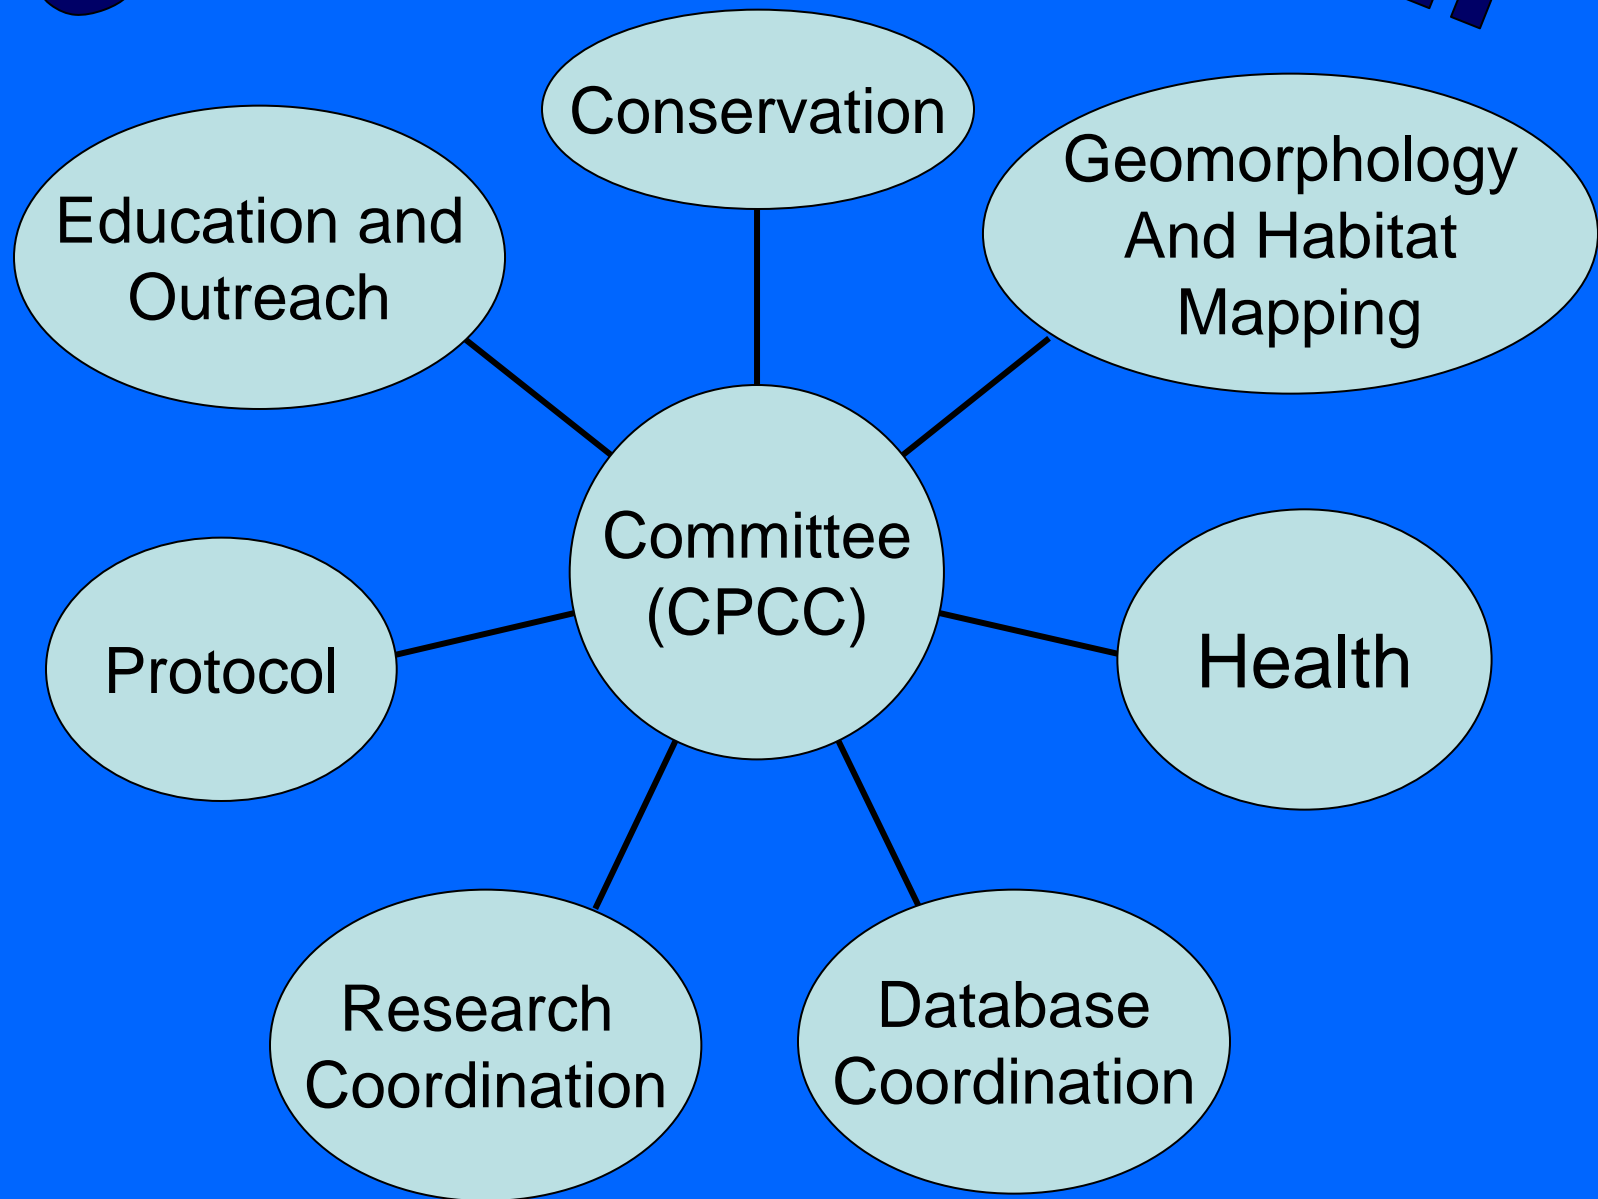 Conservation
Geomorphology
And Habitat
Mapping
Education and
Outreach
Committee
(CPCC)
Health
Protocol
Research
Coordination
Database
Coordination